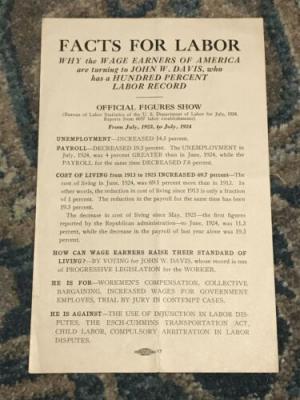 FACTS FOR LABOR
WHY the WAGE EARNERS OF AMERICA
are turning to JOHN W. DAVIS, who
has a HUNDRED PERCENT
LABOR RECORD
OFFICIAL FIGURES SHOW
(Bureau of Labor Statistics of the U. S. Department of Labor for July, 1924.
Reports from labor establishments)
From July, 1923, to July, 1924
UNEMPLOYMENT—INCREASED 14.5 percent.
PAYROLL—DECREASED 19.3 percent. The UNEMPLOYMENT in
July, 1924, was 4 percent GREATER than in June, 1924, while the
PAYROLL for the same time DECREASED 7.6 percent.
COST OF LIVING from 1913 to 1925 INCREASED 69.7 percent—The
cost of living in June, 1924, was 69.1 percent more than in 1913. In
other words, the reduction in cost of living since 1913 is only a fraction
of 1 percent. The reduction in the payroll for the same time has been
19.3 percent.
The decrease in cost of living since May, 1925—the first figures
reported by the Republican administration—to June, 1924, was 11.3
percent, while the decrease in the payroll of last year alone was 19.3
percent.
HOW CAN WAGE EARNERS RAISE THEIR STANDARD OF
LIVING?—BY VOTING for JOHN W. DAVIS, whose record is one
of PROGRESSIVE LEGISLATION for the WORKER.
HE IS FOR—WORKMEN'S COMPENSATION, COLLECTIVE
BARGAINING, INCREASED WAGES FOR GOVERNMENT
EMPLOYES, TRIAL BY JURY IN CONTEMPT CASES.
HE IS AGAINST—THE USE OF INJUNCTION IN LABOR DIS-
PUTES, THE ESCH-CUMMINS TRANSPORTATION ACT,
CHILD LABOR, COMPULSORY ARBITRATION IN LABOR
DISPUTES.